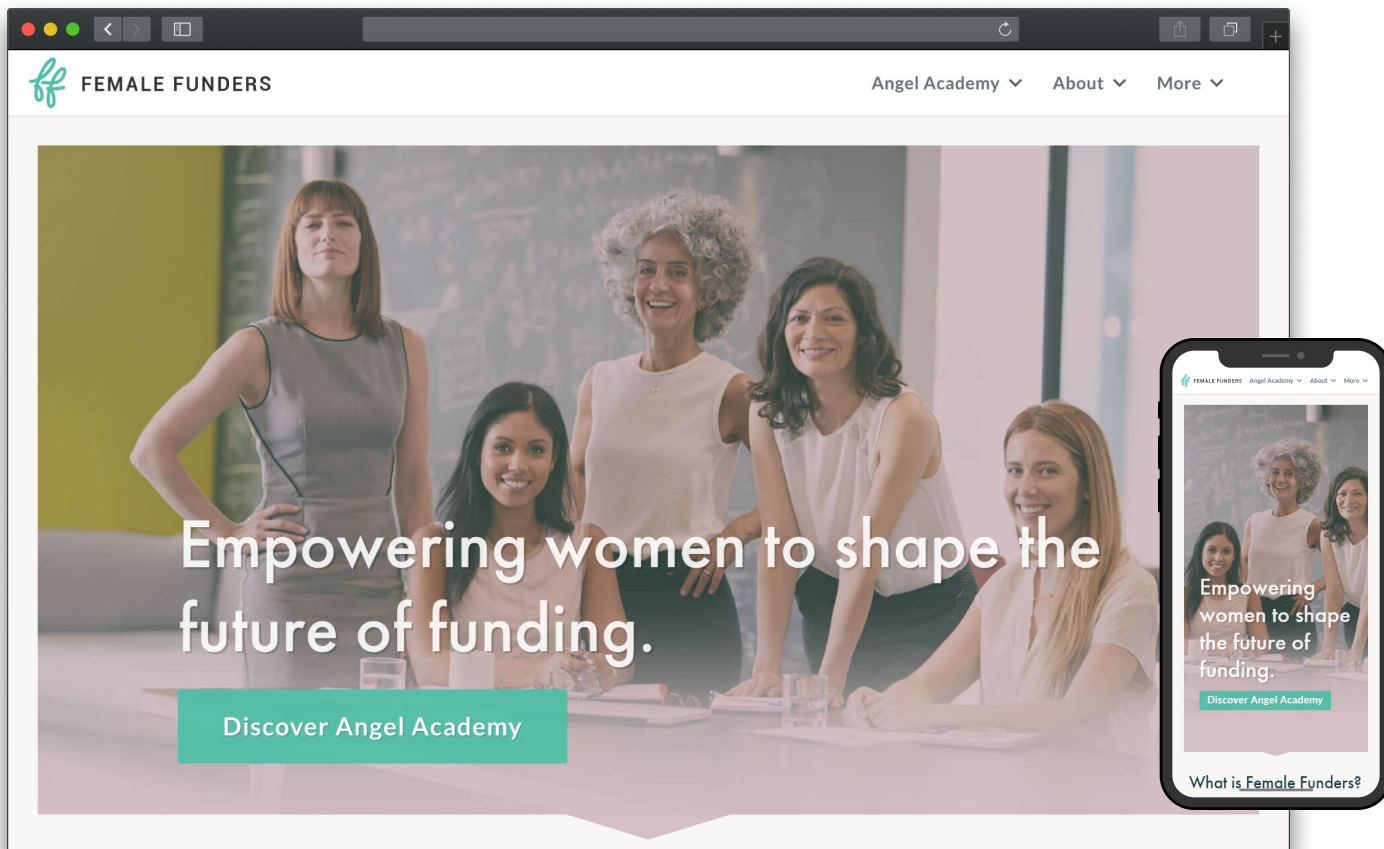 FEMALE FUNDERS
Angel Academy About More
Empowering women to shape the
future of funding.
Discover Angel Academy
FEMALE FUNDERS Angel Academy About More
Empowering
women to shape
the future of
funding.
Discover Angel Academy
What is Female Funders?